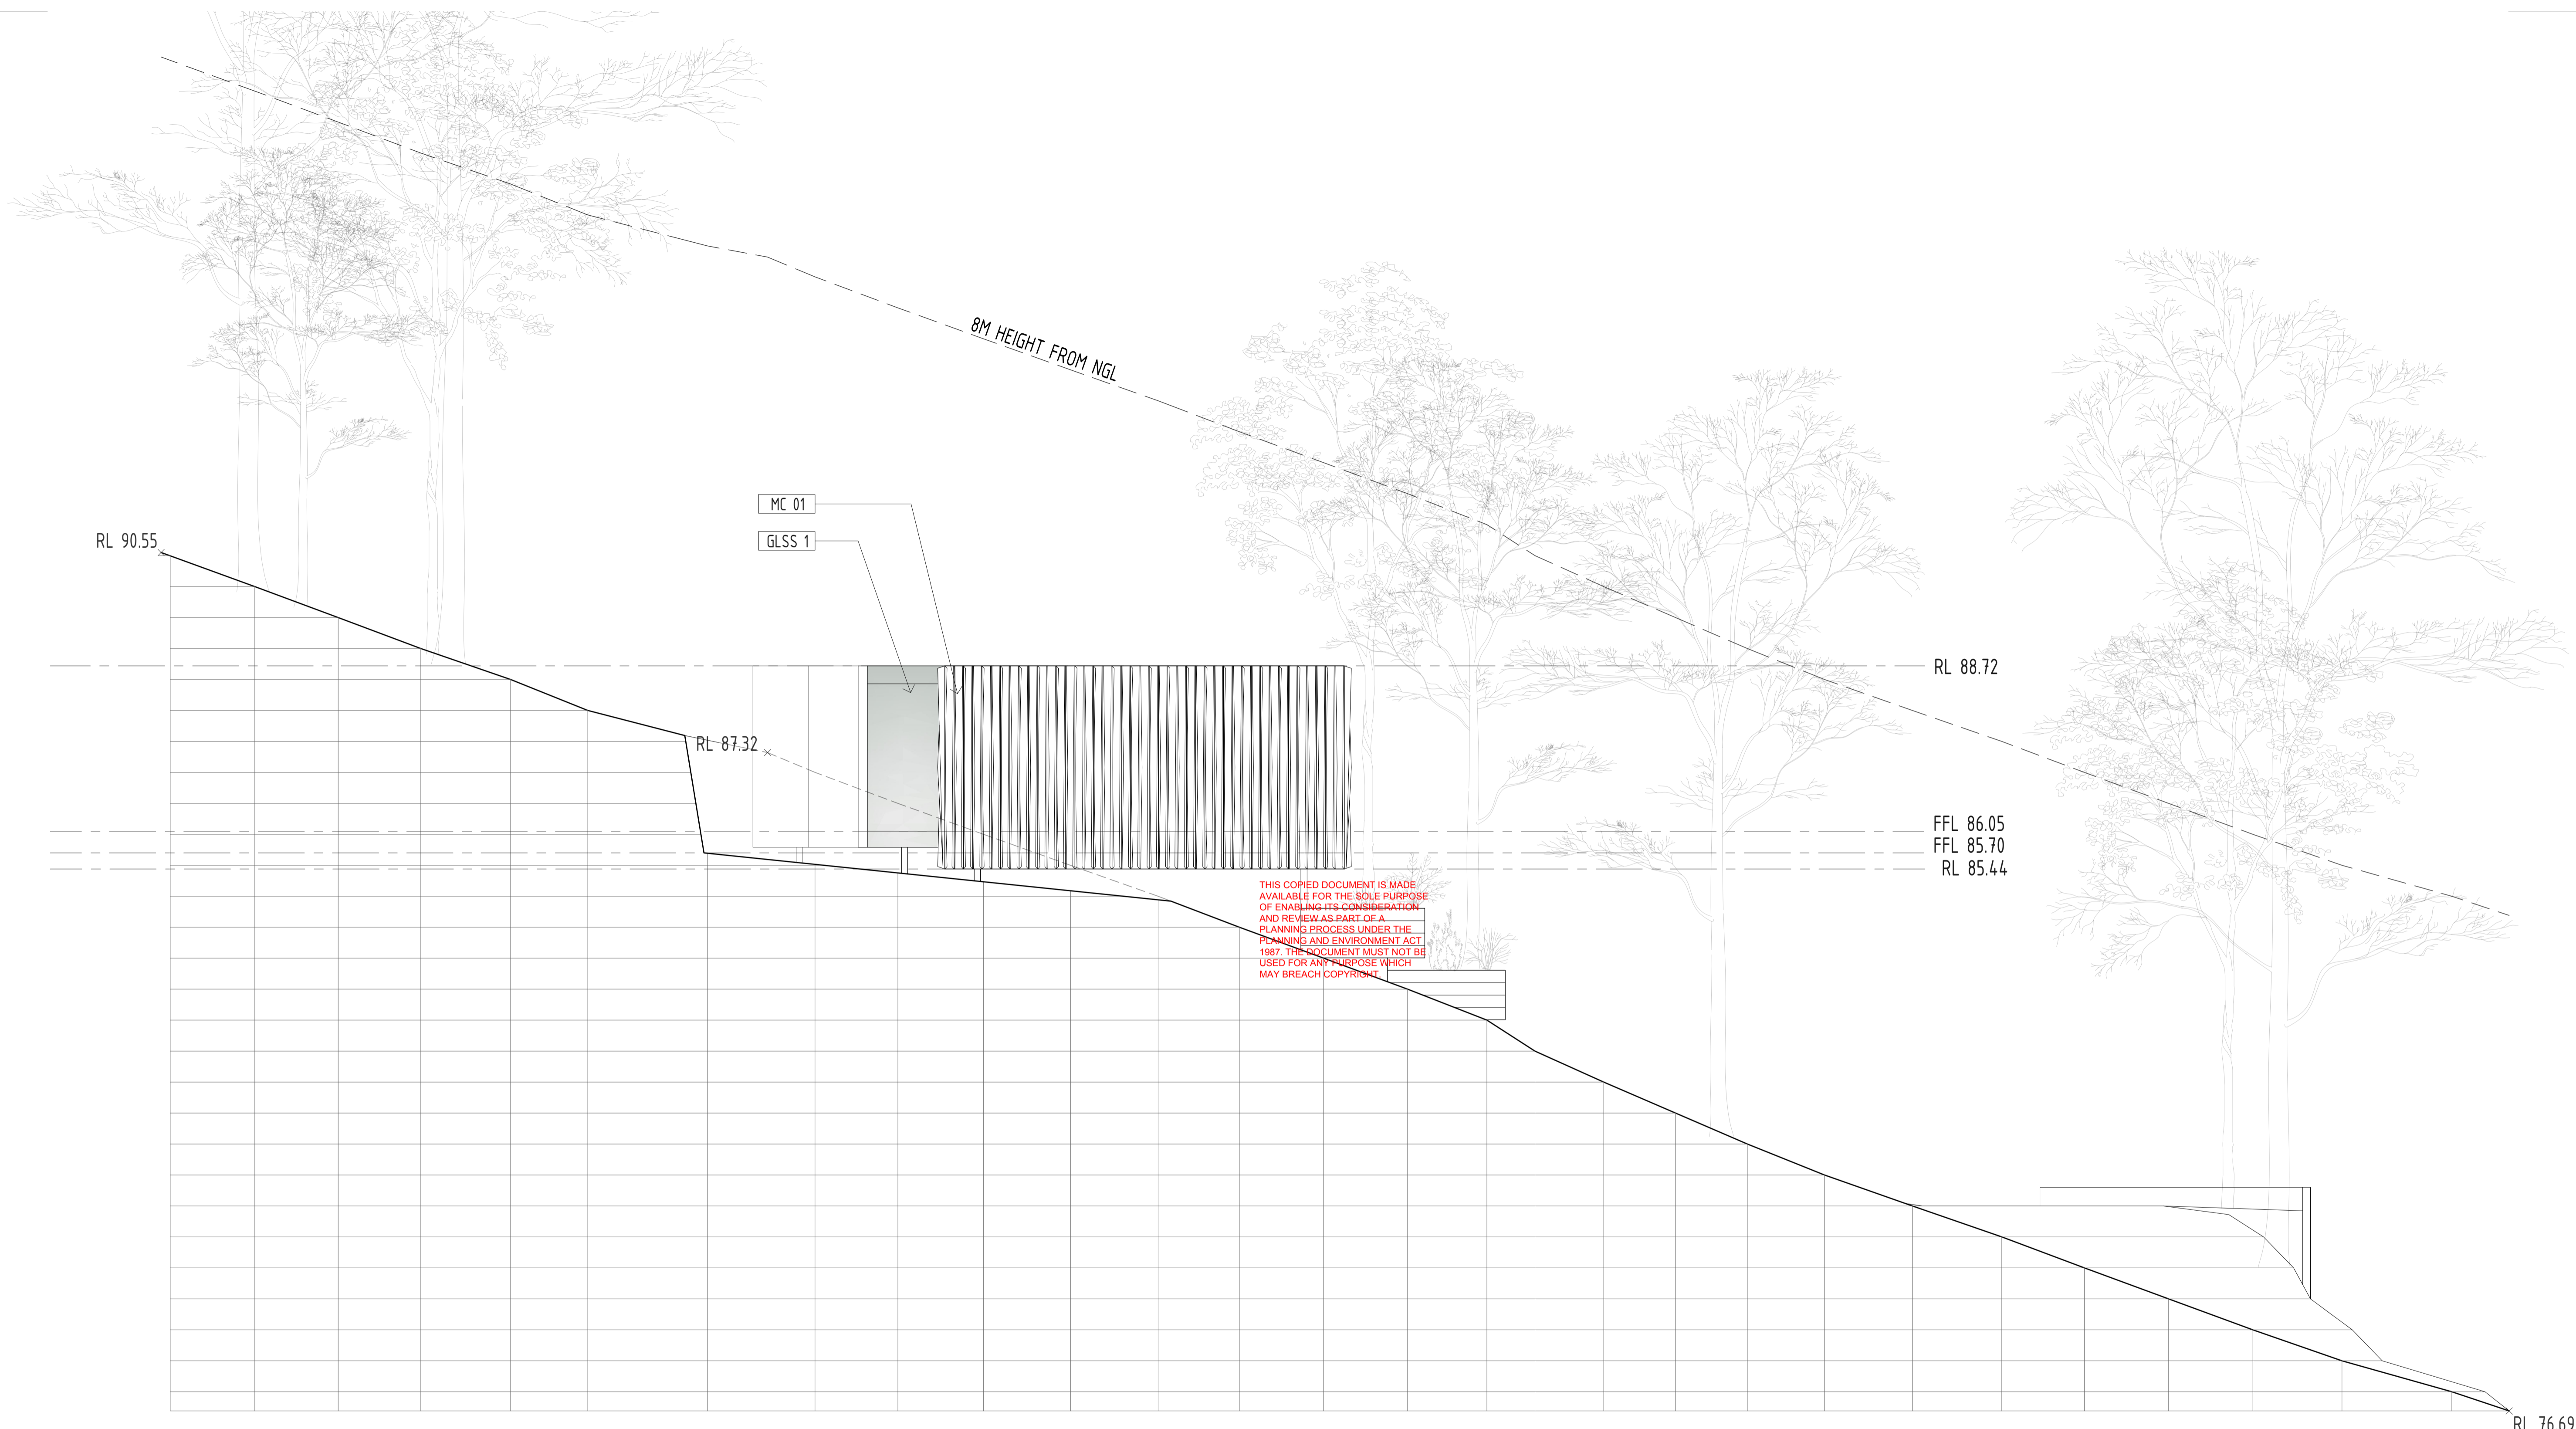 8M HEIGHT FROM NGL
MC 01
GLSS 1
RL 90.55
RL 88.72
RL 87.32
FFL 86.05
FFL 85.70
RL 85.44
THIS COPIED DOCUMENT IS MADE
AVAILABLE FOR THE SOLE PURPOSE
OF ENABLING ITS CONSIDERATION
AND REVIEW AS PART OF A
PLANNING PROCESS UNDER THE
PLANNING AND ENVIRONMENT ACT
1987. THE DOCUMENT MUST NOT BE
USED FOR ANY PURPOSE WHICH
MAY BREACH COPYRIGHT.
RL 76.69